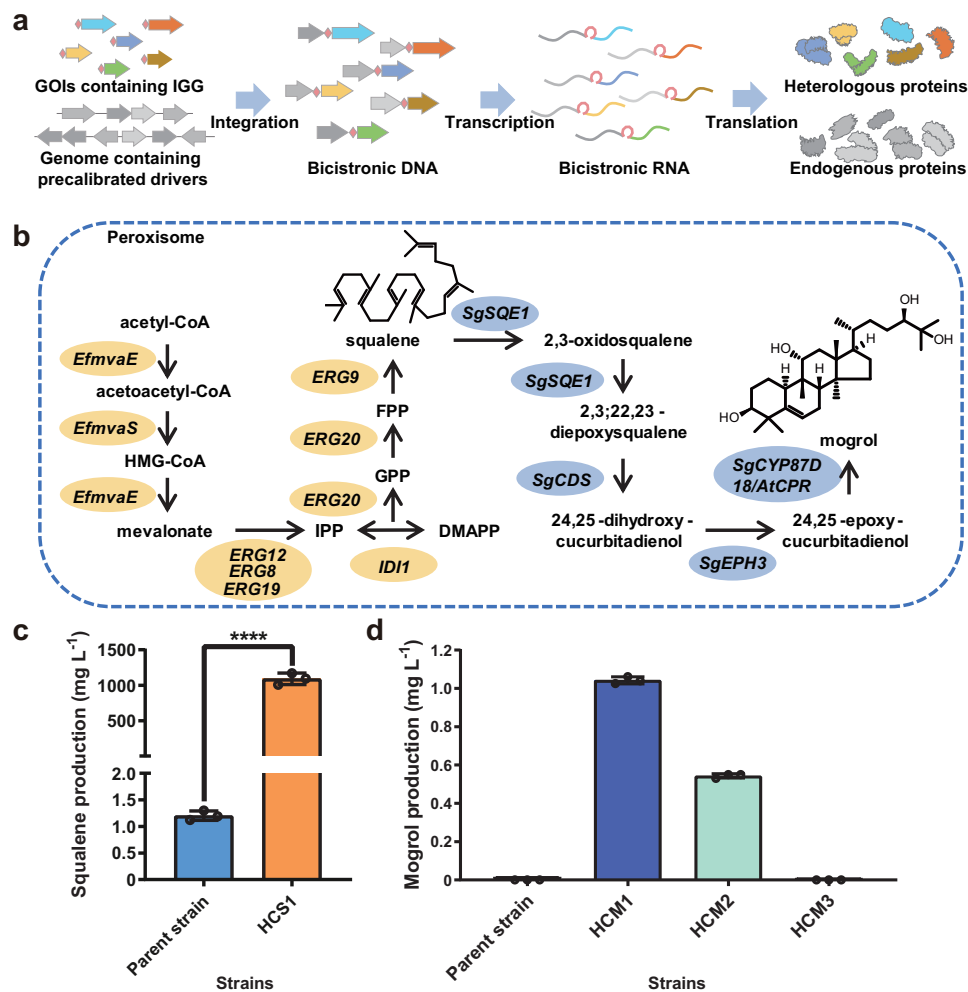 a
GOIs containing IGG
Genome containing
precalibrated drivers
Integration
Bicistronic DNA
Transcription
Bicistronic RNA
Translation
Heterologous proteins
Endogenous proteins
b
Peroxisome
acetyl-CoA
EfmvaE
acetoacetyl-CoA
EfmvaS
HMG-CoA
EfmvaE
mevalonate
ERG12
ERG8
ERG19
IPP
IDI1
DMAPP
ERG20
GPP
ERG20
FPP
ERG9
squalene
SgSQE1
2,3-oxidosqualene
SgSQE1
2,3;22,23 -
diepoxysqualene
SgCDS
24,25 -dihydroxy -
cucurbitadienol
SgEPH3
24,25 -epoxy -
cucurbitadienol
SgCYP87D
18/AtCPR
mogrol
HO
HO
H
H
H
OH
OH
c
Squalene production (mg L-1)
1500
1000
500
2.0
1.5
1.0
0.5
0
****
Parent strain
HCS1
Strains
d
Mogrol production (mg L-1)
1.2
1.0
0.8
0.6
0.4
0.2
0
Parent strain
HCM1
HCM2
HCM3
Strains